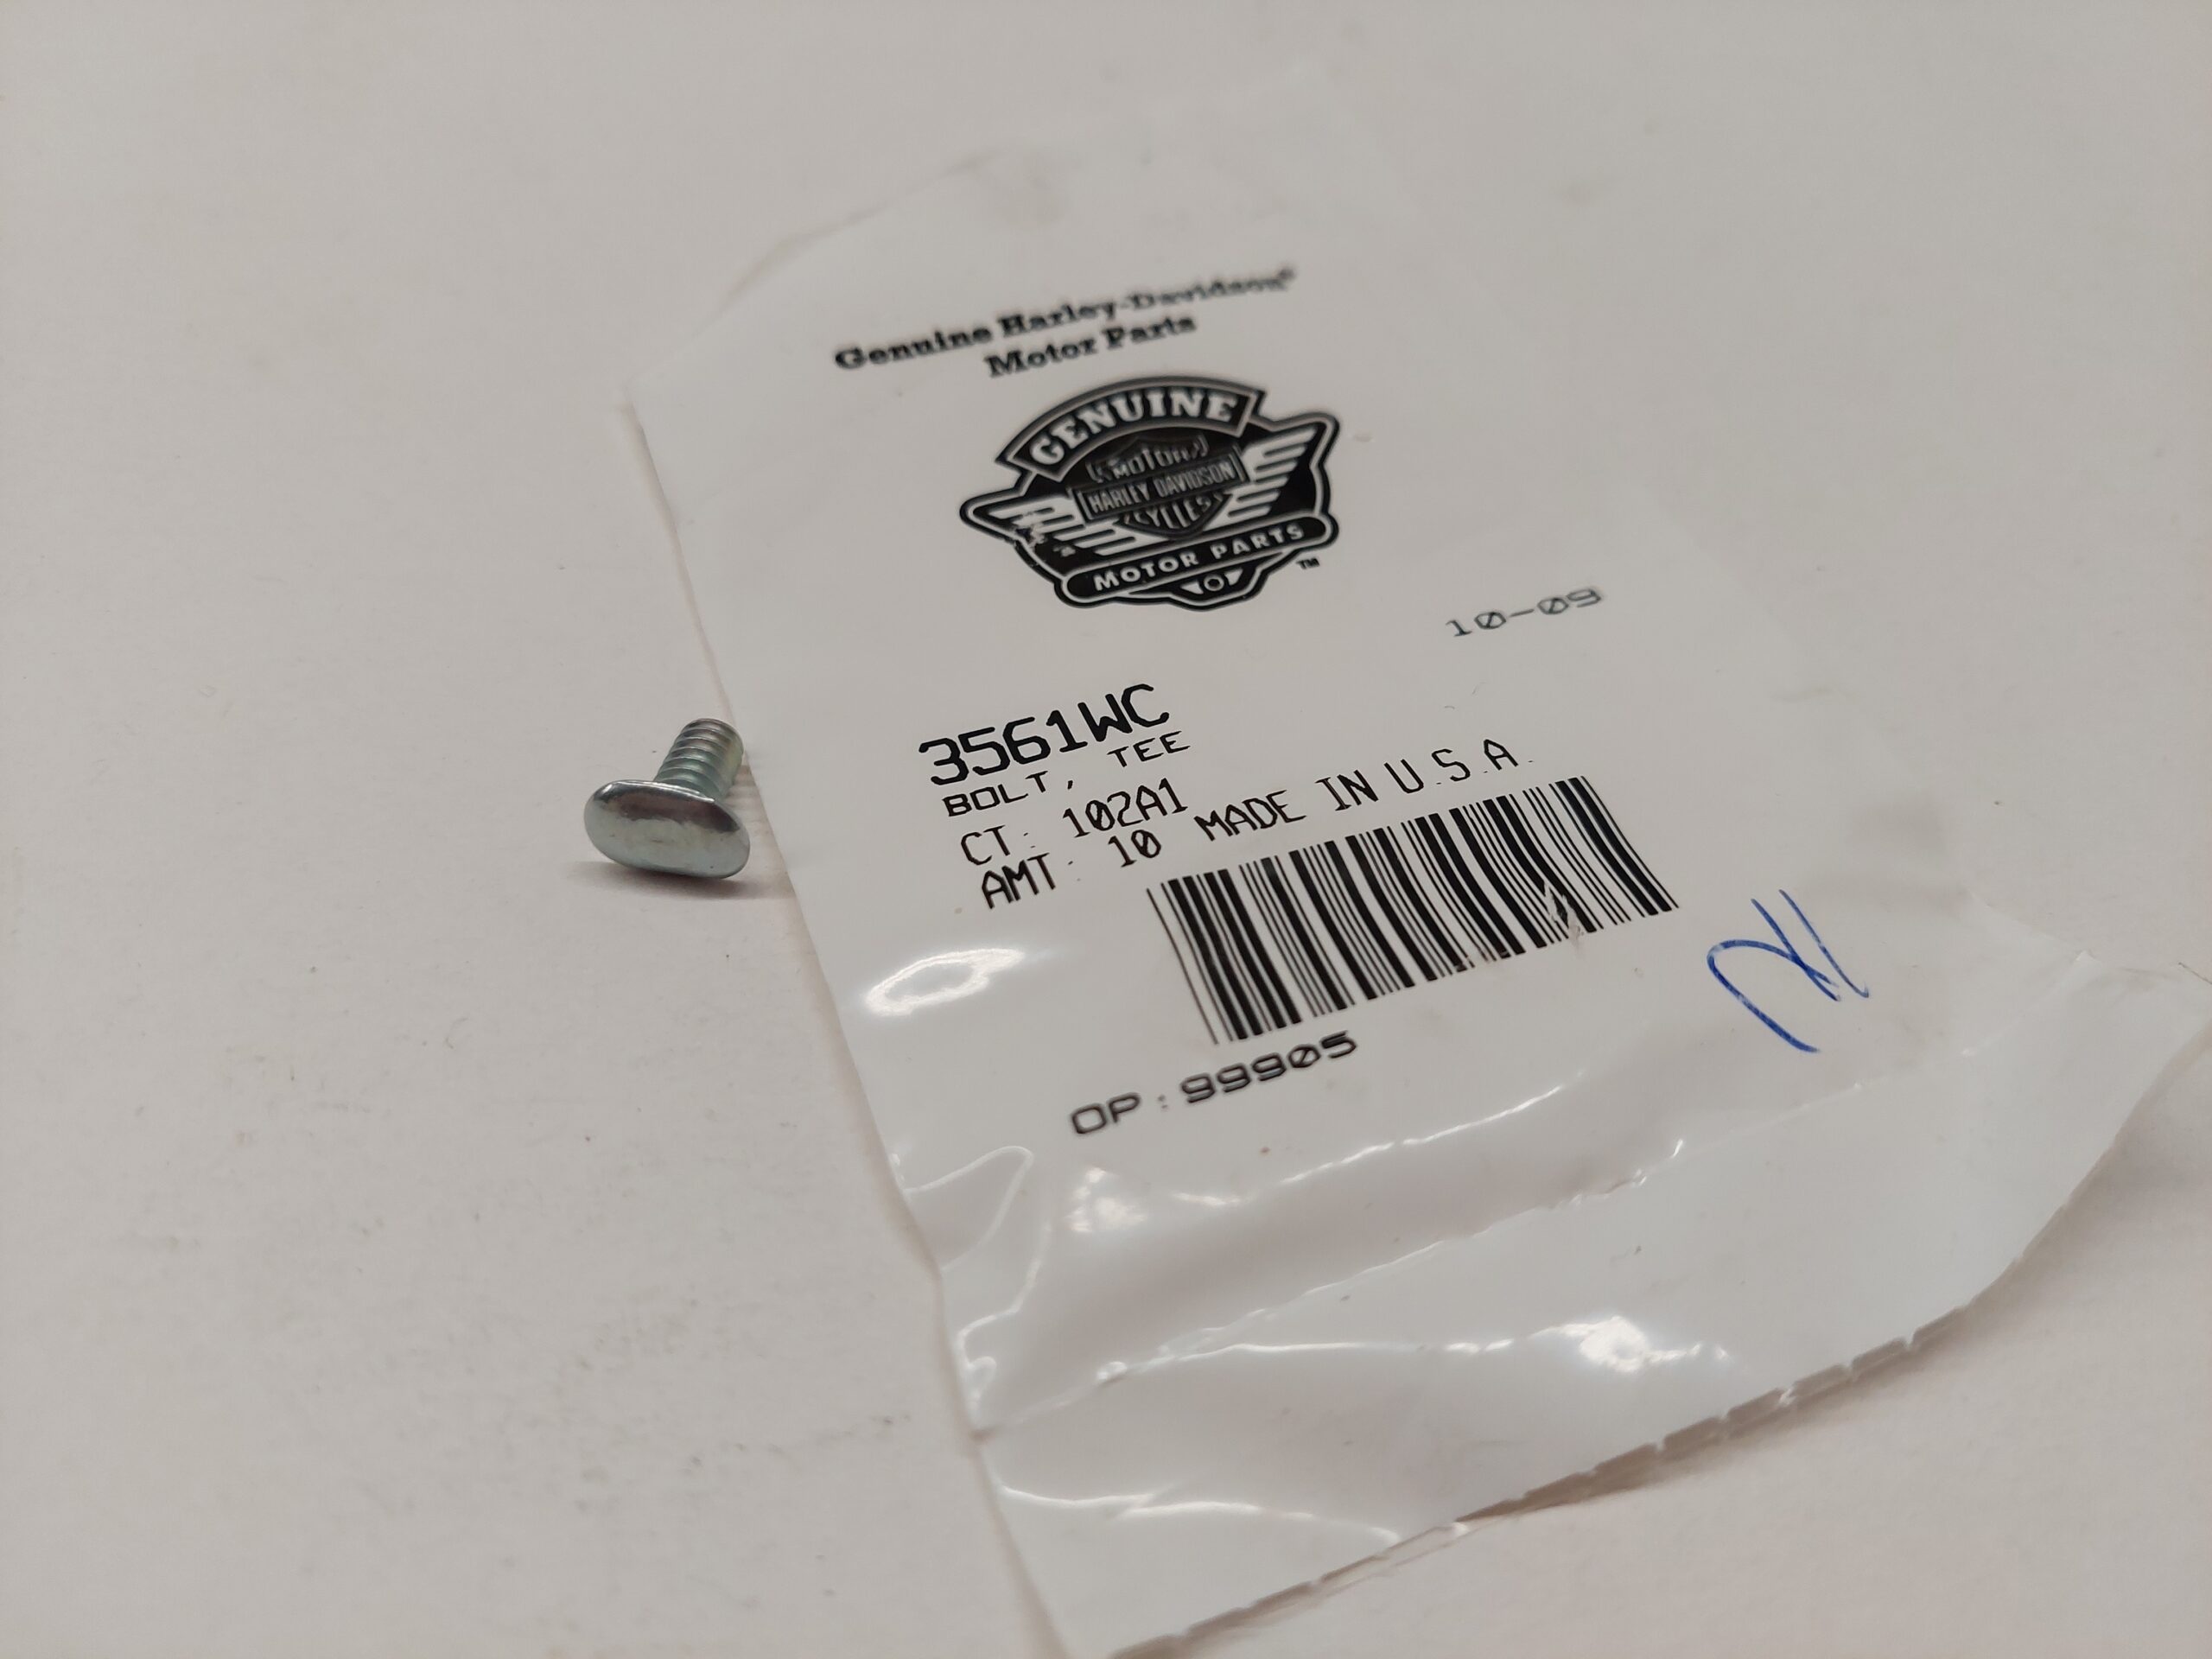 Genuine Harley-Davidson®
Motor Parts
GENUINE
MOTOR
HARLEY-DAVIDSON
CYCLES
MOTOR PARTS
TM
10-09
3561WC
BOLT, TEE
CT: 102A1
AMT: 10 MADE IN U.S.A.
OP:99905